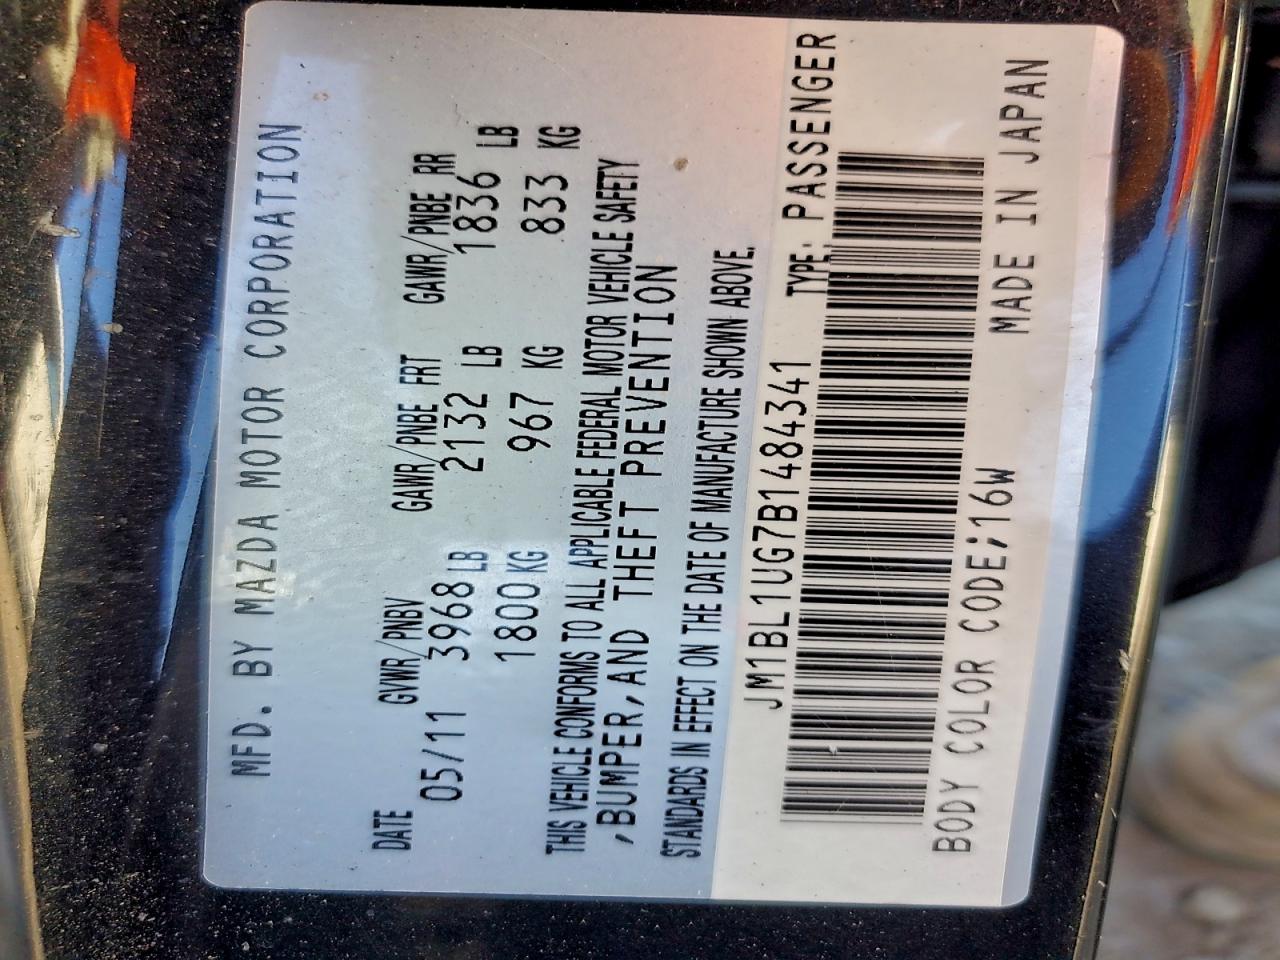 MFD. BY MAZDA MOTOR CORPORATION
DATE GVWR/PNBV GAWR/PNBE FRT GAWR/PNBE RR
05/11 3968 LB 2132 LB 1836 LB
1800 KG 967 KG 833 KG
THIS VEHICLE CONFORMS TO ALL APPLICABLE FEDERAL MOTOR VEHICLE SAFETY
,BUMPER,AND THEFT PREVENTION
STANDARDS IN EFFECT ON THE DATE OF MANUFACTURE SHOWN ABOVE.
JM1BL1UG7B1484341 TYPE. PASSENGER
BODY COLOR CODE;16W MADE IN JAPAN